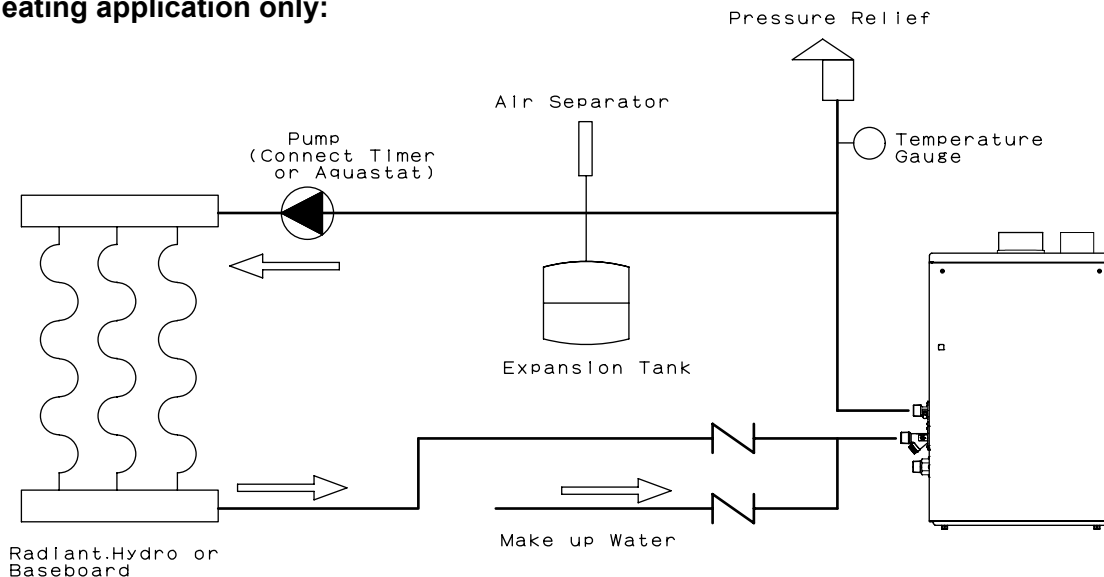 eating application only:
Pressure Relief
Air Separator
Pump
(Connect Timer
or Aquastat)
Temperature
Gauge
Expansion Tank
Make up Water
Radiant.Hydro or
Baseboard